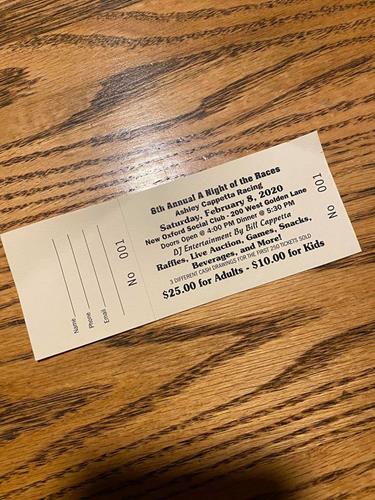 8th Annual A Night of the Races
Ashley Cappetta Racing
Saturday, February 8, 2020
New Oxford Social Club - 200 West Golden Lane
Doors Open @ 4:00 PM Dinner @ 5:30 PM
DJ Entertainment By Bill Cappetta
Raffles, Live Auction, Games, Snacks,
Beverages, and More!
3 DIFFERENT CASH DRAWINGS FOR THE FIRST 250 TICKETS SOLD
$25.00 for Adults - $10.00 for Kids
Name
Phone
Email
No 001
No 001